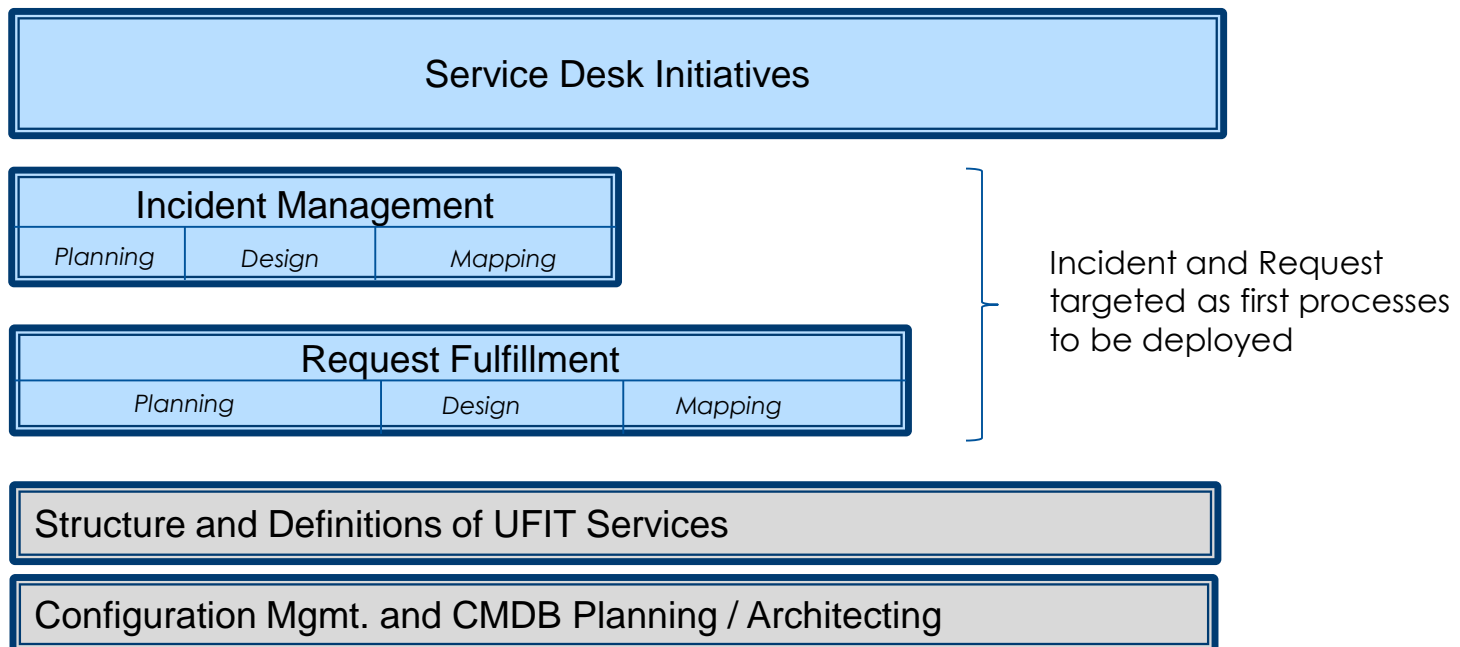 Service Desk Initiatives
Incident Management
Planning Design Mapping
Incident and Request
targeted as first processes
to be deployed
Request Fulfillment
Planning Design Mapping
Structure and Definitions of UFIT Services
Configuration Mgmt. and CMDB Planning / Architecting